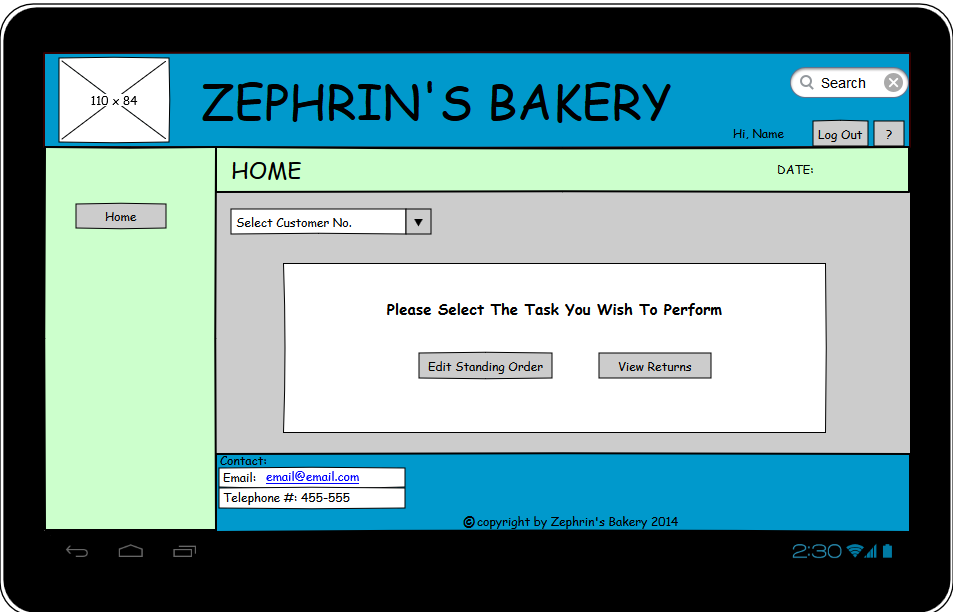 110 x 84
ZEPHRIN'S BAKERY
Search
Hi, Name
Log Out
?
HOME
DATE:
Home
Select Customer No.
Please Select The Task You Wish To Perform
Edit Standing Order
View Returns
Contact:
Email: email@email.com
Telephone #: 455-555
© copyright by Zephrin's Bakery 2014
2:30